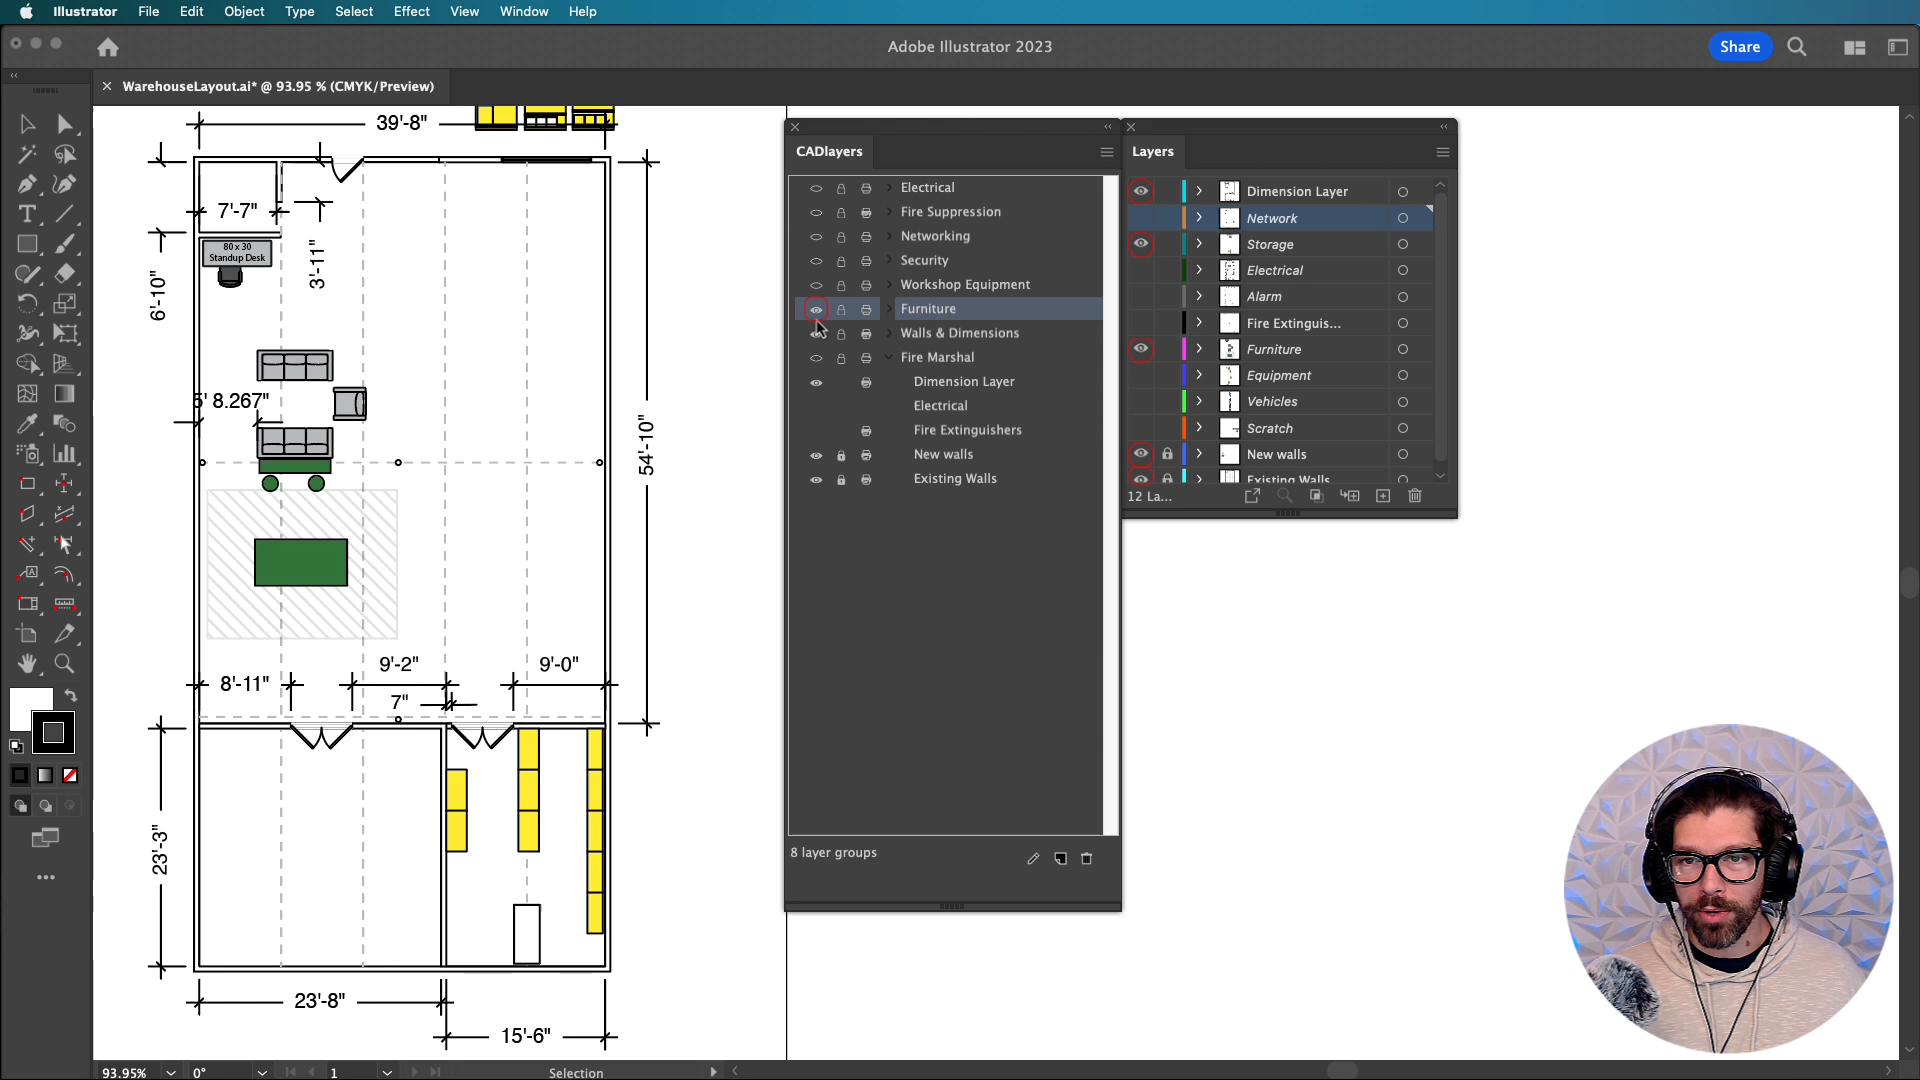 Illustrator File Edit Object Type Select Effect View Window Help
Adobe Illustrator 2023
Share
WarehouseLayout.ai* @ 93.95 % (CMYK/Preview)
39'-8"
7'-7"
80 x 30
Standup Desk
3'-11"
6'-10"
5' 8.267"
54'-10"
9'-2"
9'-0"
8'-11"
7"
23'-3"
23'-8"
15'-6"
CADlayers
Electrical
Fire Suppression
Networking
Security
Workshop Equipment
Furniture
Walls & Dimensions
Fire Marshal
Dimension Layer
Electrical
Fire Extinguishers
New walls
Existing Walls
8 layer groups
Layers
Dimension Layer
Network
Storage
Electrical
Alarm
Fire Extinguis...
Furniture
Equipment
Vehicles
Scratch
New walls
Existing Walls
12 La...
93.95% 0° 1 Selection